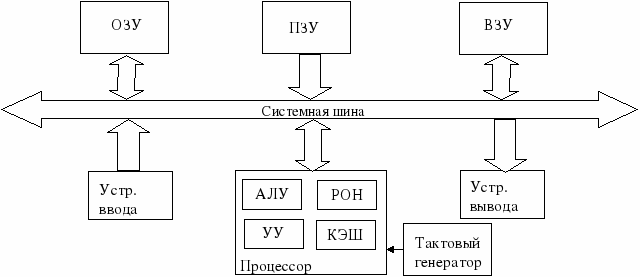 ОЗУ
ПЗУ
ВЗУ
Системная шина
Устр.
ввода
АЛУ
РОН
УУ
КЭШ
Процессор
Тактовый
генератор
Устр.
вывода